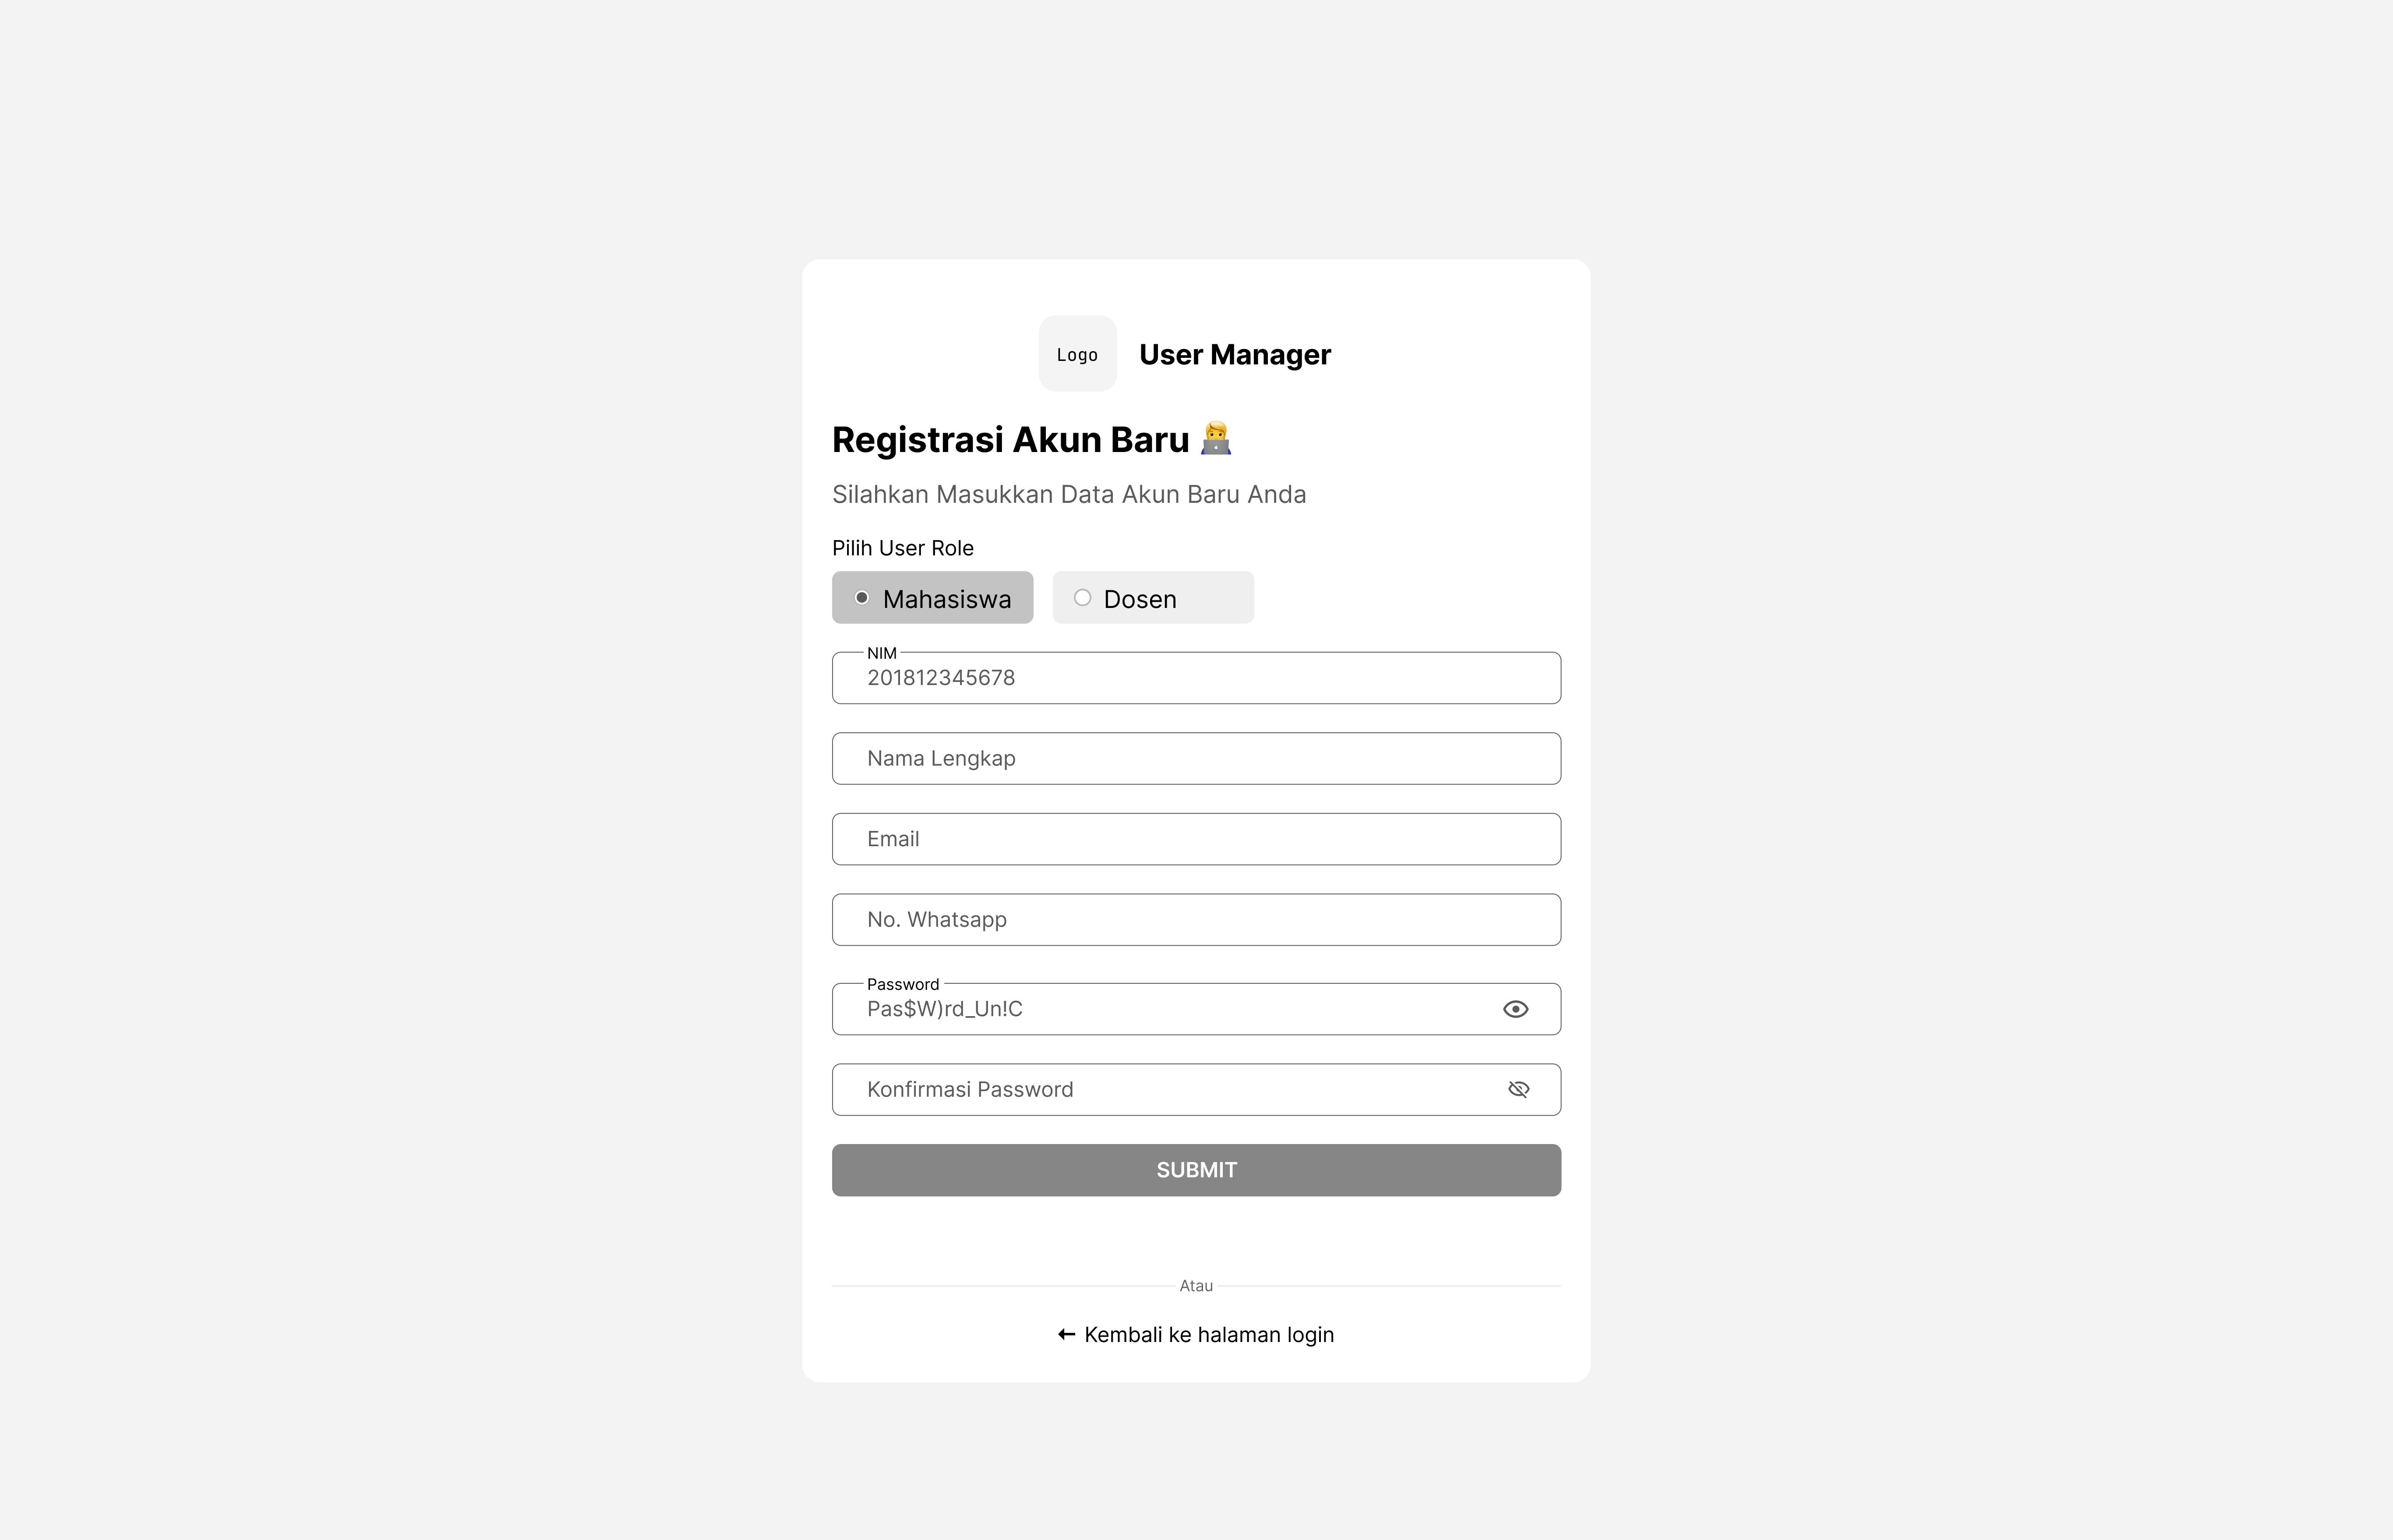 Logo
User Manager
Registrasi Akun Baru 👨‍💻
Silahkan Masukkan Data Akun Baru Anda
Pilih User Role
Mahasiswa
Dosen
NIM
201812345678
Nama Lengkap
Email
No. Whatsapp
Password
Pas$W)rd_Un!C
Konfirmasi Password
SUBMIT
Atau
← Kembali ke halaman login